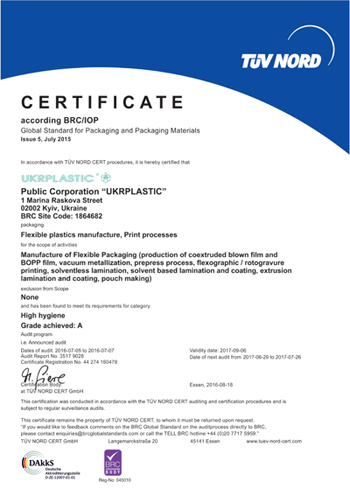 TÜV NORD
CERTIFICATE
according BRC/IOP
Global Standard for Packaging and Packaging Materials
Issue 5, July 2015
In accordance with TÜV NORD CERT procedures, it is hereby certified that
UKRPLASTIC ®
Public Corporation “UKRPLASTIC”
1 Marina Raskova Street
02002 Kyiv, Ukraine
BRC Site Code: 1864682
packaging
Flexible plastics manufacture, Print processes
for the scope of activities
Manufacture of Flexible Packaging (production of coextruded blown film and
BOPP film, vacuum metallization, prepress process, flexographic / rotogravure
printing, solventless lamination, solvent based lamination and coating, extrusion
lamination and coating, pouch making)
exclusion from Scope
None
and has been found to meet its requirements for category
High hygiene
Grade achieved: A
Audit program
i.e. Announced audit
Dates of audit: 2016-07-05 to 2016-07-07
Audit Report No. 3517 9028
Certificate Registration No. 44 274 160478
Validity date: 2017-09-06
Date of next audit from 2017-06-29 to 2017-07-26
Certification Body
at TÜV NORD CERT GmbH
Essen, 2016-08-18
This certification was conducted in accordance with the TÜV NORD CERT auditing and certification procedures and is
subject to regular surveillance audits.
This certificate remains the property of TÜV NORD CERT, to whom it must be returned upon request.
"If you would like to feedback comments on the BRC Global Standard on the auditprocess directly to BRC,
please contact enquiries@brcglobalstandards.com or call the TELL BRC hotline +44 (0)20 7717 5959."
TÜV NORD CERT GmbH Langemarckstraße 20 45141 Essen www.tuev-nord-cert.com
DAkkS
Deutsche
Akkreditierungsstelle
D-ZE-12007-01-01
BRC
Reg-No: 045016